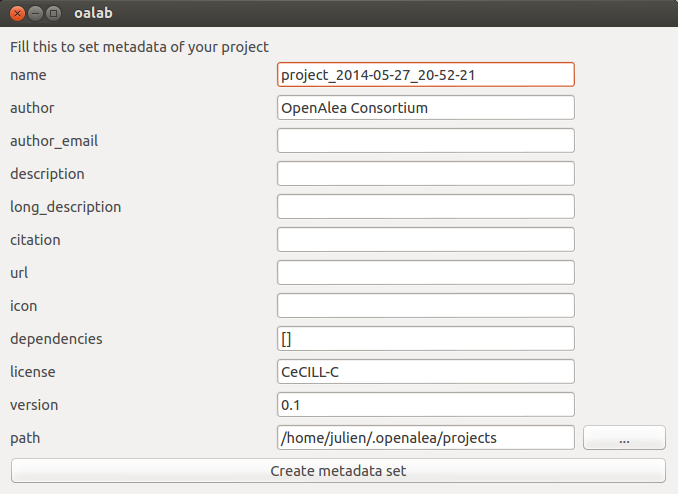 oalab
Fill this to set metadata of your project
name project_2014-05-27_20-52-21
author OpenAlea Consortium
author_email
description
long_description
citation
url
icon
dependencies []
license CeCILL-C
version 0.1
path /home/julien/.openalea/projects ...
Create metadata set